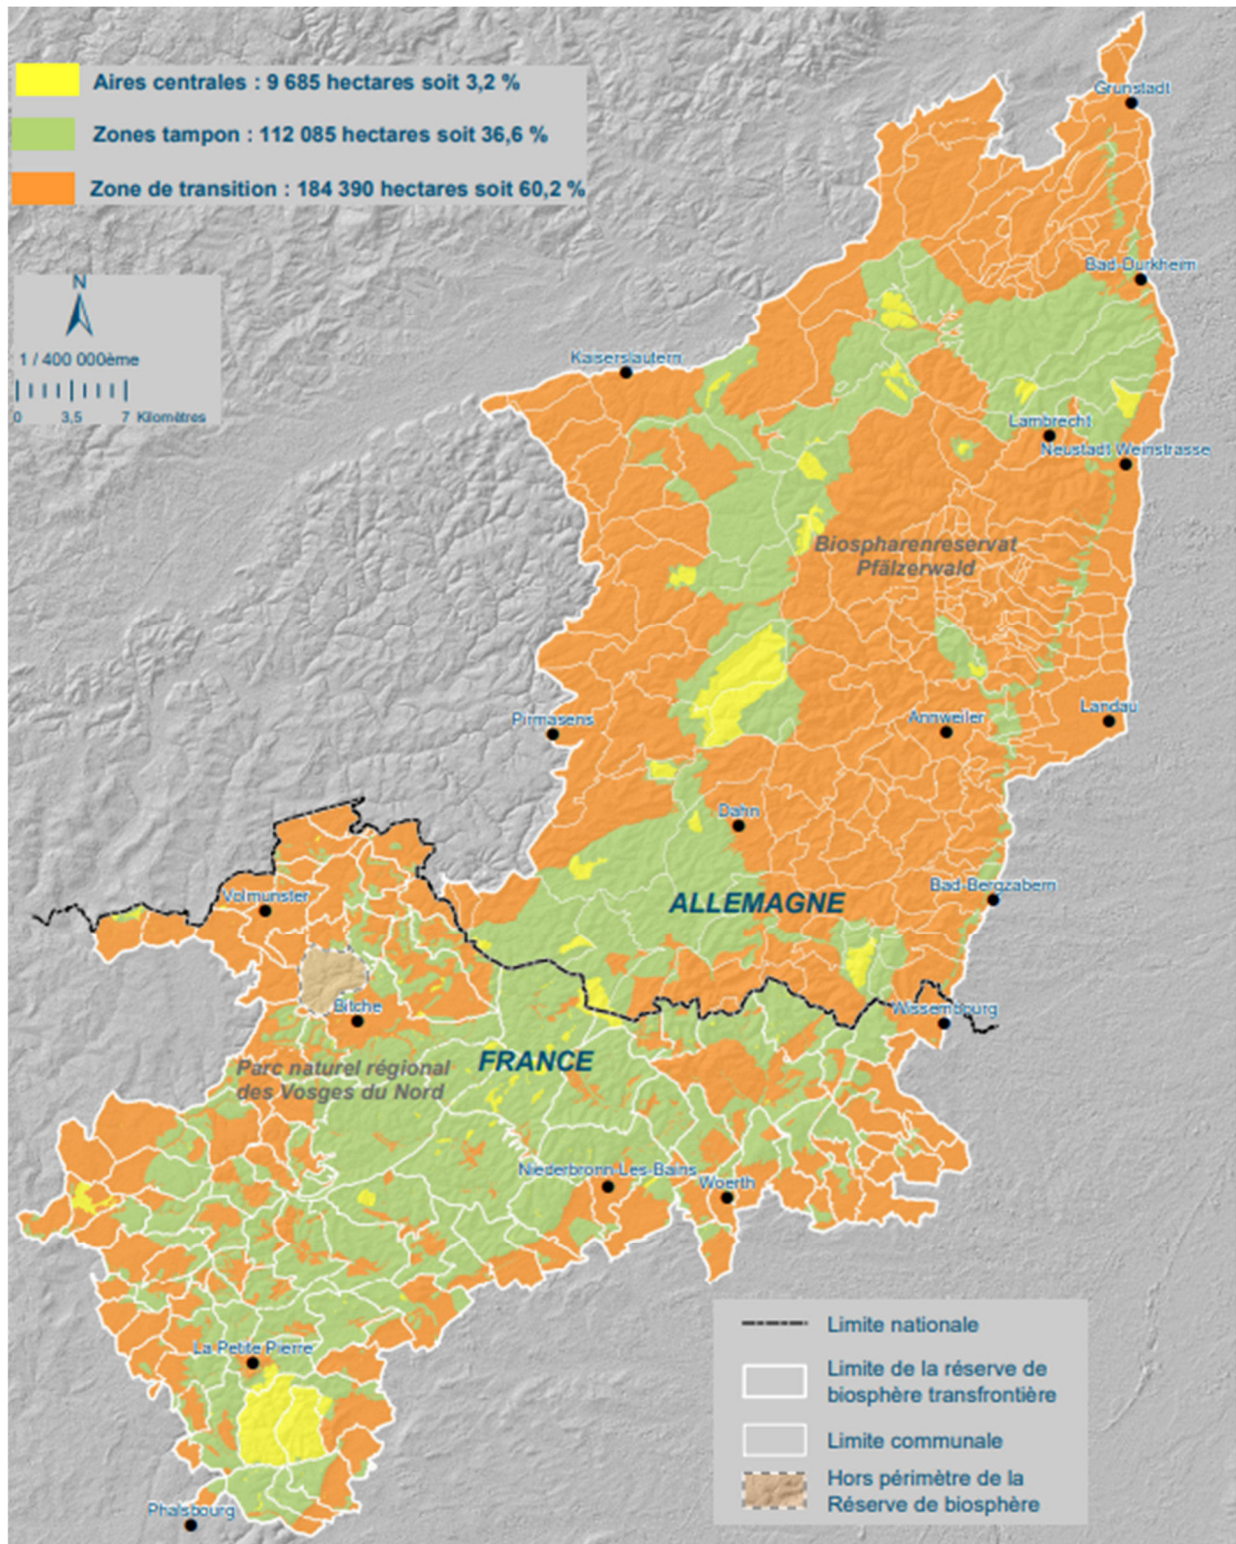 Aires centrales : 9 685 hectares soit 3,2 %
Zones tampon : 112 085 hectares soit 36,6 %
Zone de transition : 184 390 hectares soit 60,2 %
Grunstadt
Bad-Durkheim
N
1 / 400 000ème
0 3,5 7 Kilomètres
Kaiserslautern
Lambrecht
Neustadt Weinstrasse
Biospharenreservat
Pfälzerwald
Pirmasens
Annweiler
Landau
Dahn
Volmunster
ALLEMAGNE
Bad-Bergzabern
Bitche
Wissembourg
FRANCE
Parc naturel régional
des Vosges du Nord
Niederbronn-Les-Bains
Woerth
La Petite Pierre
Phalsbourg
Limite nationale
Limite de la réserve de
biosphère transfrontière
Limite communale
Hors périmètre de la
Réserve de biosphère